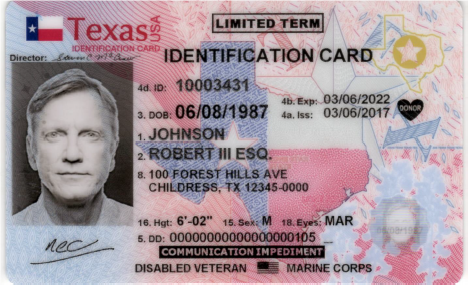 LIMITED TERM
Texas USA
IDENTIFICATION CARD
Director:
IDENTIFICATION CARD
4d. ID: 10003431
4b. Exp: 03/06/2022
3. DOB: 06/08/1987
4a. Iss: 03/06/2017
DONOR
1. JOHNSON
2. ROBERT III ESQ.
8. 100 FOREST HILLS AVE
CHILDRESS, TX 12345-0000
16. Hgt: 6'-02" 15. Sex: M 18. Eyes: MAR
5. DD: 00000000000000000105
COMMUNICATION IMPEDIMENT
DISABLED VETERAN MARINE CORPS